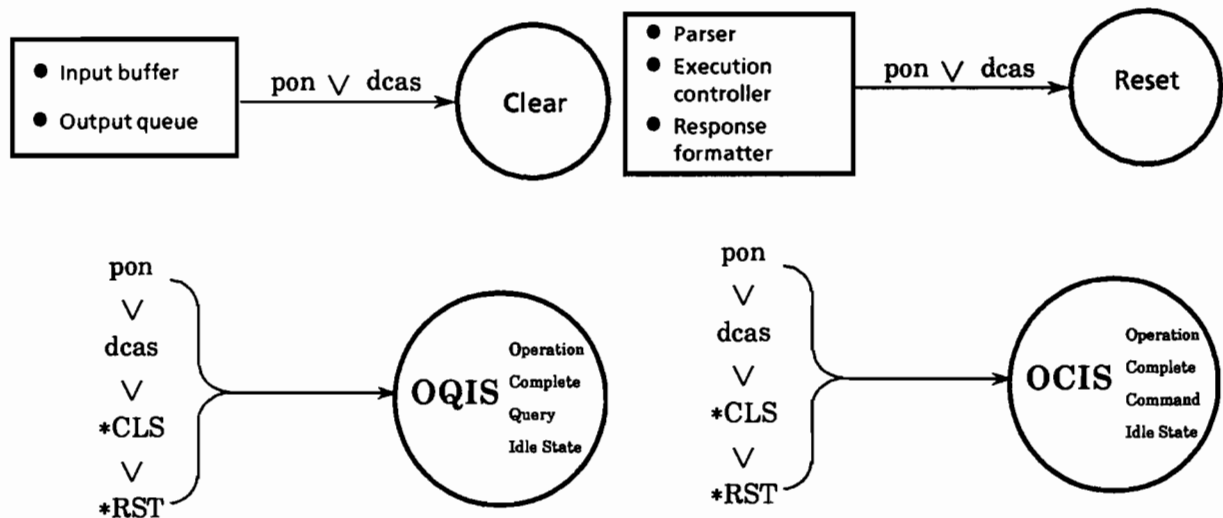 ● Input buffer
● Output queue
pon ∨ dcas
Clear
● Parser
● Execution
controller
● Response
formatter
pon ∨ dcas
Reset
pon
∨
dcas
∨
*CLS
∨
*RST
OQIS
Operation
Complete
Query
Idle State
pon
∨
dcas
∨
*CLS
∨
*RST
OCIS
Operation
Complete
Command
Idle State